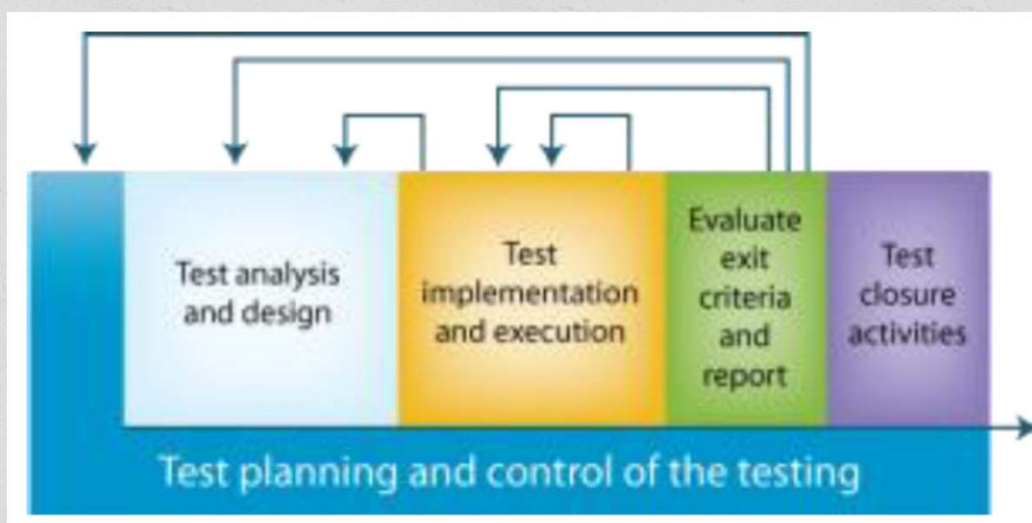 Test analysis
and design
Test
implementation
and execution
Evaluate
exit
criteria
and
report
Test
closure
activities
Test planning and control of the testing